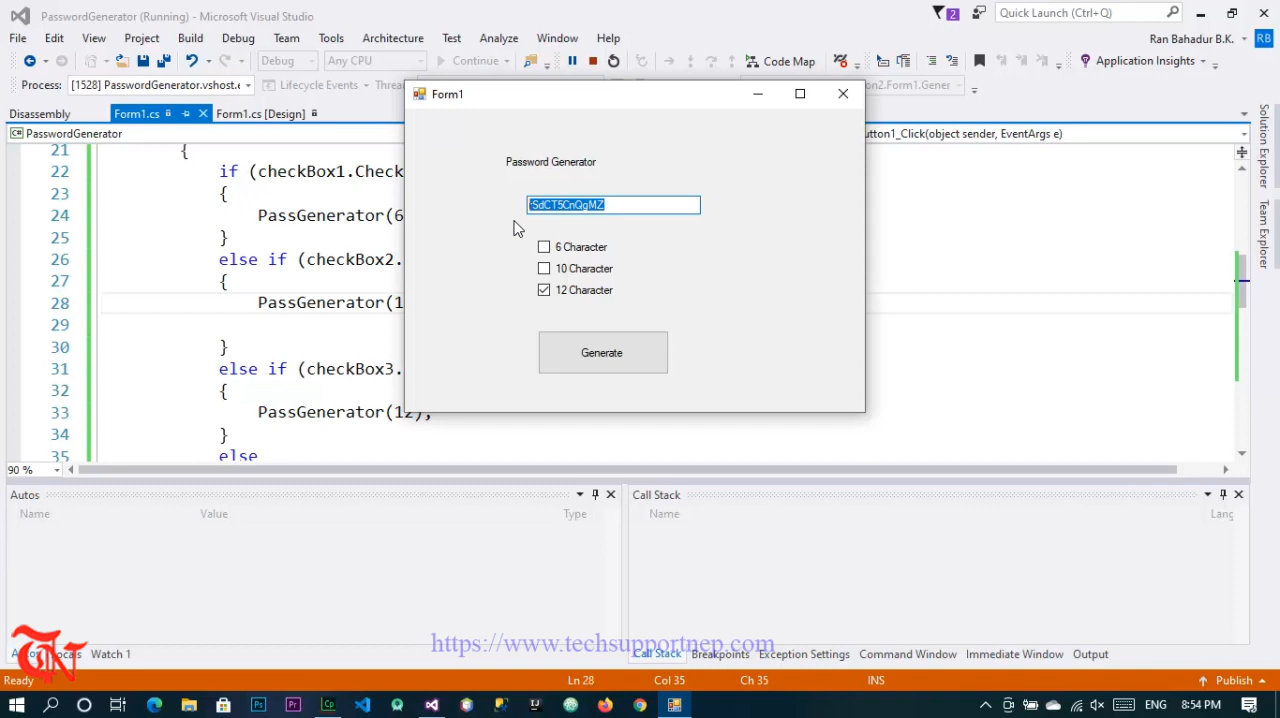 PasswordGenerator (Running) - Microsoft Visual Studio
2
Quick Launch (Ctrl+Q)
File Edit View Project Build Debug Team Tools Architecture Test Analyze Window Help
Ran Bahadur B.K. RB
Debug Any CPU Continue Code Map Application Insights
Process: [1528] PasswordGenerator.vshost. Lifecycle Events
Disassembly Form1.cs Form1.cs [Design]
PasswordGenerator
button1_Click(object sender, EventArgs e)
21 {
22 if (checkBox1.Check
23 {
24 PassGenerator(6
25 }
26 else if (checkBox2.
27 {
28 PassGenerator(1
29
30 }
31 else if (checkBox3.
32 {
33 PassGenerator(12);
34 }
35 else
90 %
Form1
Password Generator
6 Character
10 Character
12 Character
Generate
Solution Explorer
Team Explorer
Autos
Name Value Type
Call Stack
Name
https://www.techsupportnep.com
TN
Locals Watch 1
Call Stack Breakpoints Exception Settings Command Window Immediate Window Output
Ready Ln 28 Col 35 Ch 35 INS Publish
ENG 8:54 PM